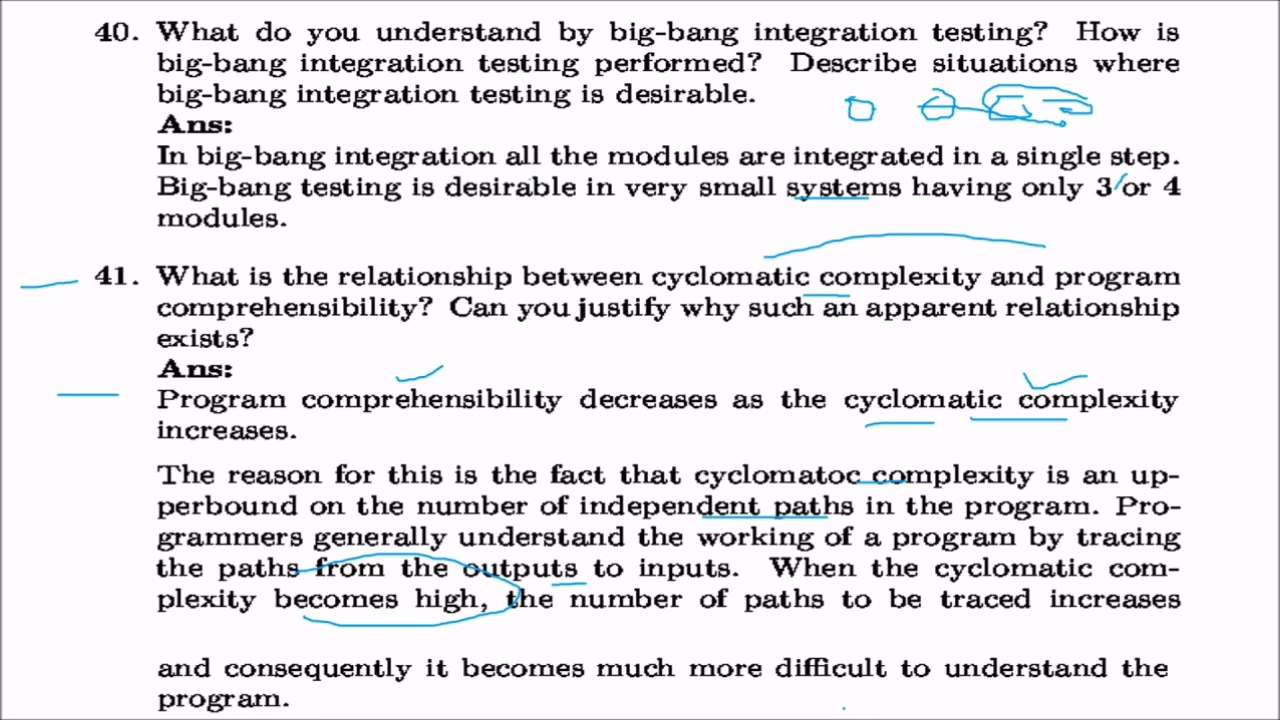 40. What do you understand by big-bang integration testing? How is
big-bang integration testing performed? Describe situations where
big-bang integration testing is desirable.
Ans:
In big-bang integration all the modules are integrated in a single step.
Big-bang testing is desirable in very small systems having only 3 or 4
modules.
41. What is the relationship between cyclomatic complexity and program
comprehensibility? Can you justify why such an apparent relationship
exists?
Ans:
Program comprehensibility decreases as the cyclomatic complexity
increases.
The reason for this is the fact that cyclomatoc complexity is an up-
perbound on the number of independent paths in the program. Pro-
grammers generally understand the working of a program by tracing
the paths from the outputs to inputs. When the cyclomatic com-
plexity becomes high, the number of paths to be traced increases
and consequently it becomes much more difficult to understand the
program.